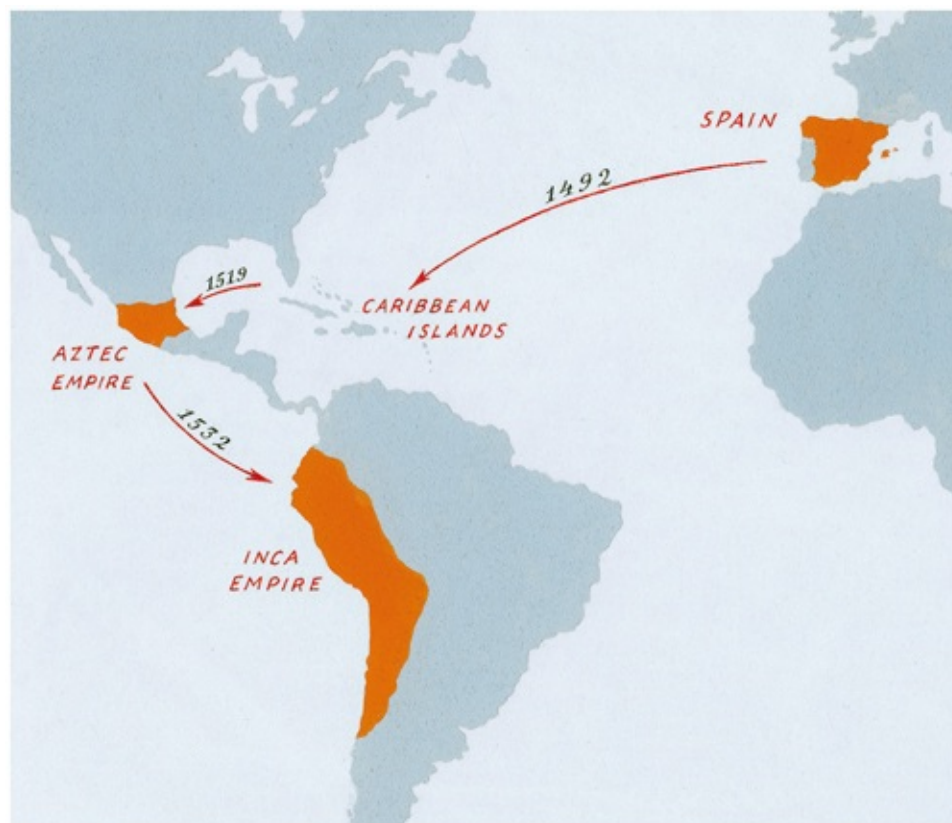 SPAIN
1492
1519
CARIBBEAN
ISLANDS
AZTEC
EMPIRE
1532
INCA
EMPIRE